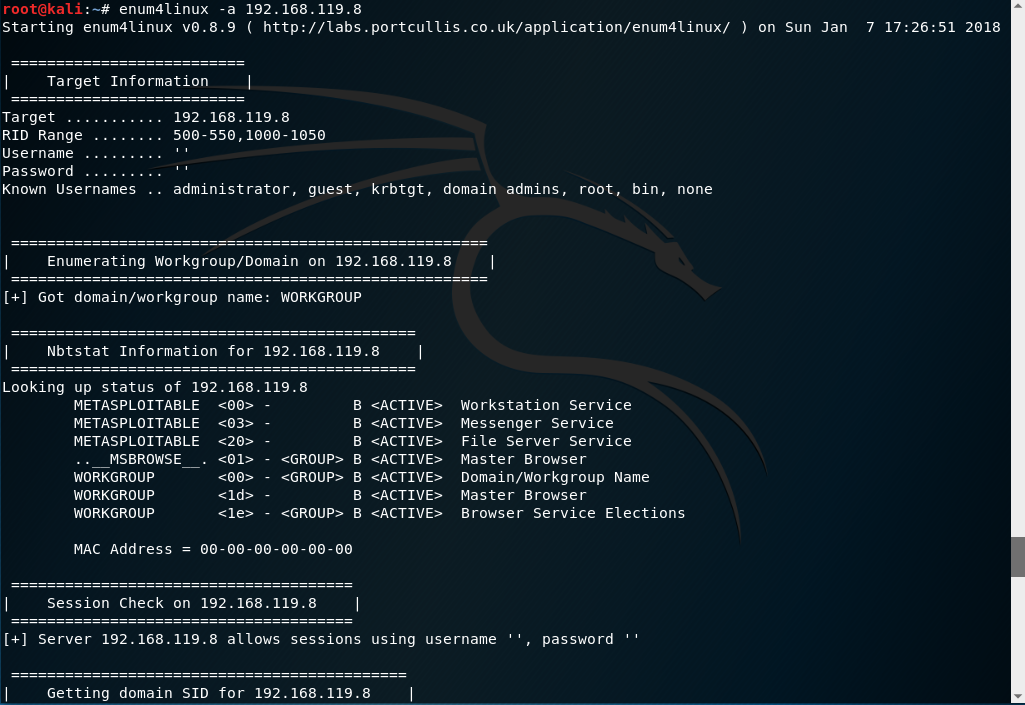 root@kali:~# enum4linux -a 192.168.119.8
Starting enum4linux v0.8.9 ( http://labs.portcullis.co.uk/application/enum4linux/ ) on Sun Jan  7 17:26:51 2018

 ==========================
|    Target Information    |
 ==========================
Target ........... 192.168.119.8
RID Range ........ 500-550,1000-1050
Username ......... ''
Password ......... ''
Known Usernames .. administrator, guest, krbtgt, domain admins, root, bin, none


 =====================================================
|    Enumerating Workgroup/Domain on 192.168.119.8    |
 =====================================================
[+] Got domain/workgroup name: WORKGROUP

 =============================================
|    Nbtstat Information for 192.168.119.8    |
 =============================================
Looking up status of 192.168.119.8
        METASPLOITABLE  <00> -         B <ACTIVE>  Workstation Service
        METASPLOITABLE  <03> -         B <ACTIVE>  Messenger Service
        METASPLOITABLE  <20> -         B <ACTIVE>  File Server Service
        ..__MSBROWSE__. <01> - <GROUP> B <ACTIVE>  Master Browser
        WORKGROUP       <00> - <GROUP> B <ACTIVE>  Domain/Workgroup Name
        WORKGROUP       <1d> -         B <ACTIVE>  Master Browser
        WORKGROUP       <1e> - <GROUP> B <ACTIVE>  Browser Service Elections

        MAC Address = 00-00-00-00-00-00

 ======================================
|    Session Check on 192.168.119.8    |
 ======================================
[+] Server 192.168.119.8 allows sessions using username '', password ''

 ============================================
|    Getting domain SID for 192.168.119.8    |